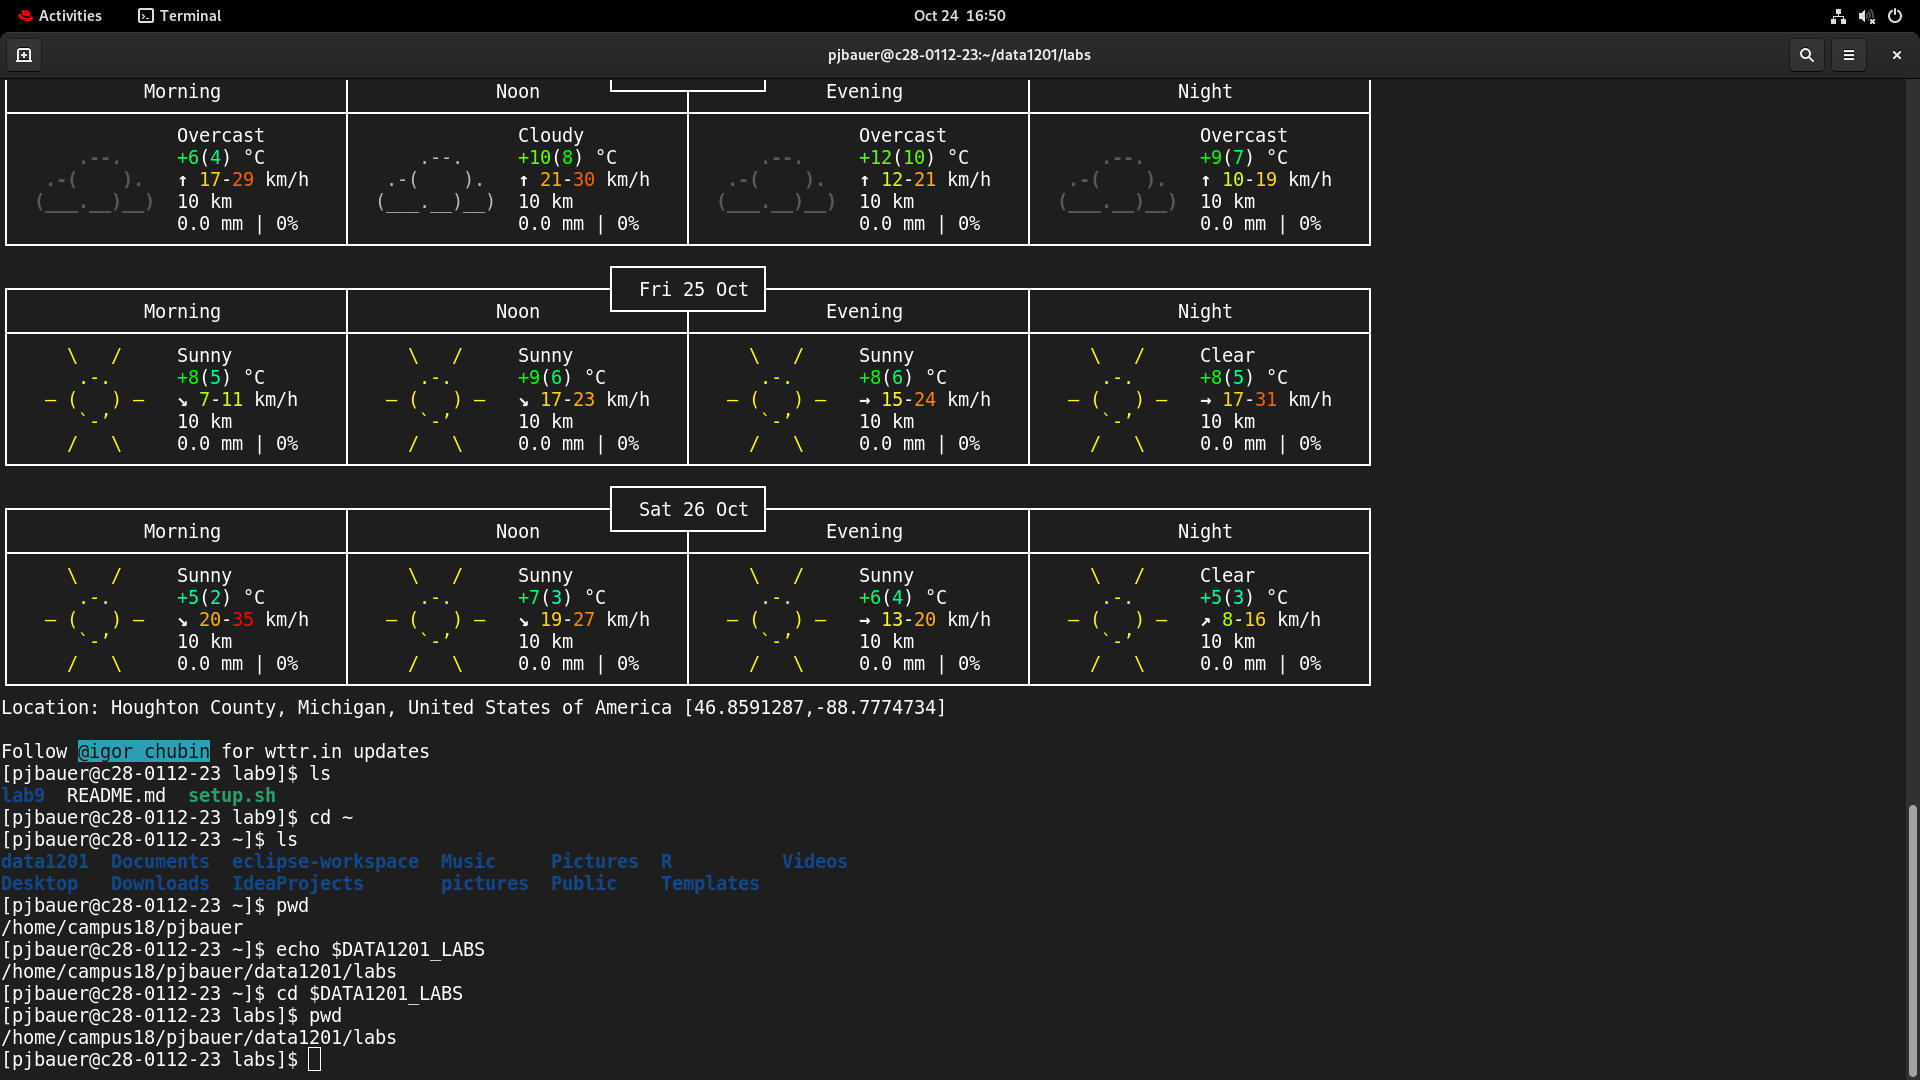 Activities Terminal Oct 24 16:50
pjbauer@c28-0112-23:~/data1201/labs
Morning Noon Evening Night
Overcast Cloudy Overcast Overcast
+6(4) °C +10(8) °C +12(10) °C +9(7) °C
↑ 17-29 km/h ↑ 21-30 km/h ↑ 12-21 km/h ↑ 10-19 km/h
10 km 10 km 10 km 10 km
0.0 mm | 0% 0.0 mm | 0% 0.0 mm | 0% 0.0 mm | 0%
Fri 25 Oct
Morning Noon Evening Night
Sunny Sunny Sunny Clear
+8(5) °C +9(6) °C +8(6) °C +8(5) °C
↘ 7-11 km/h ↘ 17-23 km/h → 15-24 km/h → 17-31 km/h
10 km 10 km 10 km 10 km
0.0 mm | 0% 0.0 mm | 0% 0.0 mm | 0% 0.0 mm | 0%
Sat 26 Oct
Morning Noon Evening Night
Sunny Sunny Sunny Clear
+5(2) °C +7(3) °C +6(4) °C +5(3) °C
↘ 20-35 km/h ↘ 19-27 km/h → 13-20 km/h ↗ 8-16 km/h
10 km 10 km 10 km 10 km
0.0 mm | 0% 0.0 mm | 0% 0.0 mm | 0% 0.0 mm | 0%
Location: Houghton County, Michigan, United States of America [46.8591287,-88.7774734]
Follow @igor_chubin for wttr.in updates
[pjbauer@c28-0112-23 lab9]$ ls
lab9 README.md setup.sh
[pjbauer@c28-0112-23 lab9]$ cd ~
[pjbauer@c28-0112-23 ~]$ ls
data1201 Documents eclipse-workspace Music Pictures R Videos
Desktop Downloads IdeaProjects pictures Public Templates
[pjbauer@c28-0112-23 ~]$ pwd
/home/campus18/pjbauer
[pjbauer@c28-0112-23 ~]$ echo $DATA1201_LABS
/home/campus18/pjbauer/data1201/labs
[pjbauer@c28-0112-23 ~]$ cd $DATA1201_LABS
[pjbauer@c28-0112-23 labs]$ pwd
/home/campus18/pjbauer/data1201/labs
[pjbauer@c28-0112-23 labs]$